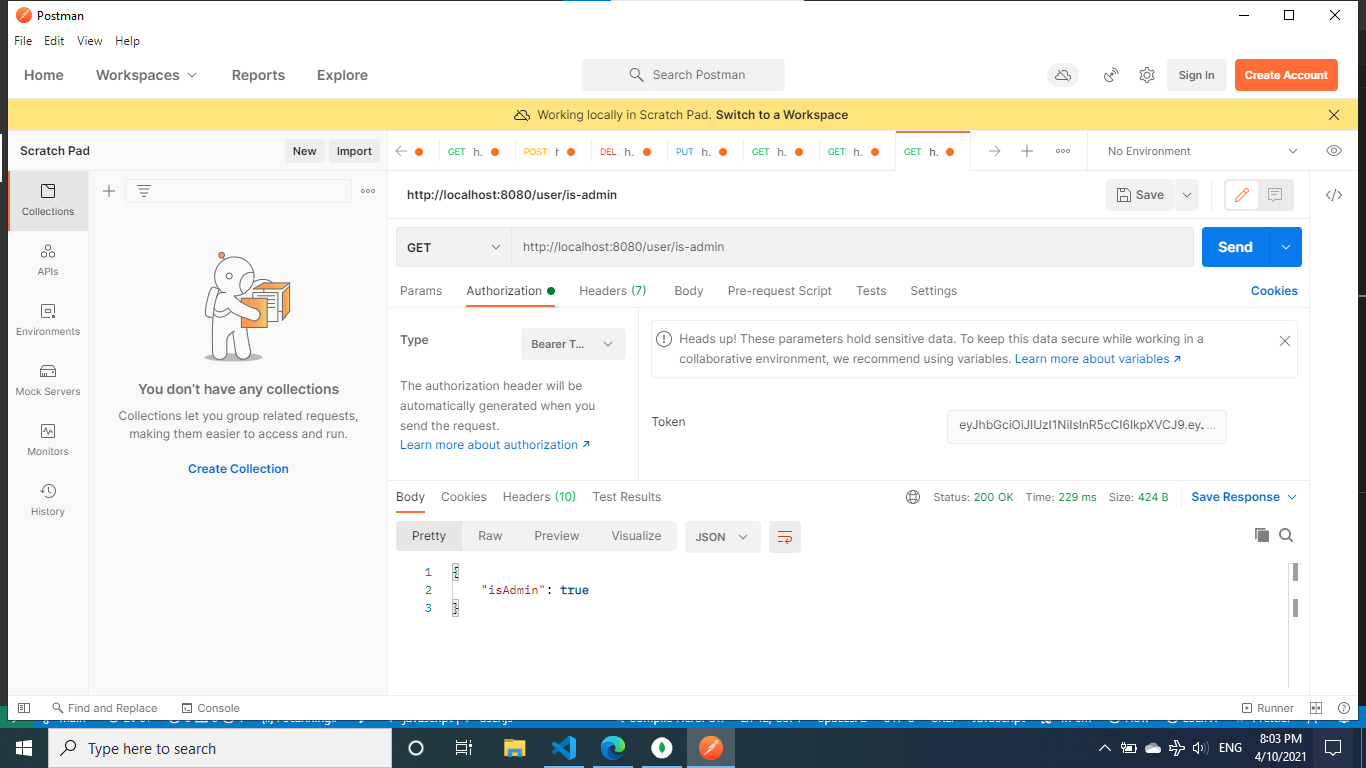 Postman
File Edit View Help
Home Workspaces Reports Explore Search Postman Sign In Create Account
Working locally in Scratch Pad. Switch to a Workspace
Scratch Pad New Import
GET h. POST h DEL h. PUT h. GET h. GET h. GET h. No Environment
Collections
APIs
Environments
Mock Servers
Monitors
History
You don't have any collections
Collections let you group related requests,
making them easier to access and run.
Create Collection
http://localhost:8080/user/is-admin Save
GET http://localhost:8080/user/is-admin Send
Params Authorization Headers (7) Body Pre-request Script Tests Settings Cookies
Type Bearer T...
The authorization header will be
automatically generated when you
send the request.
Learn more about authorization
Heads up! These parameters hold sensitive data. To keep this data secure while working in a
collaborative environment, we recommend using variables. Learn more about variables
Token eyJhbGciOiJIUzI1NiIsInR5cCI6IkpXVCJ9.eyJ...
Body Cookies Headers (10) Test Results Status: 200 OK Time: 229 ms Size: 424 B Save Response
Pretty Raw Preview Visualize JSON
1 {
2 "isAdmin": true
3 }
Find and Replace Console Runner
Type here to search ENG 8:03 PM
4/10/2021